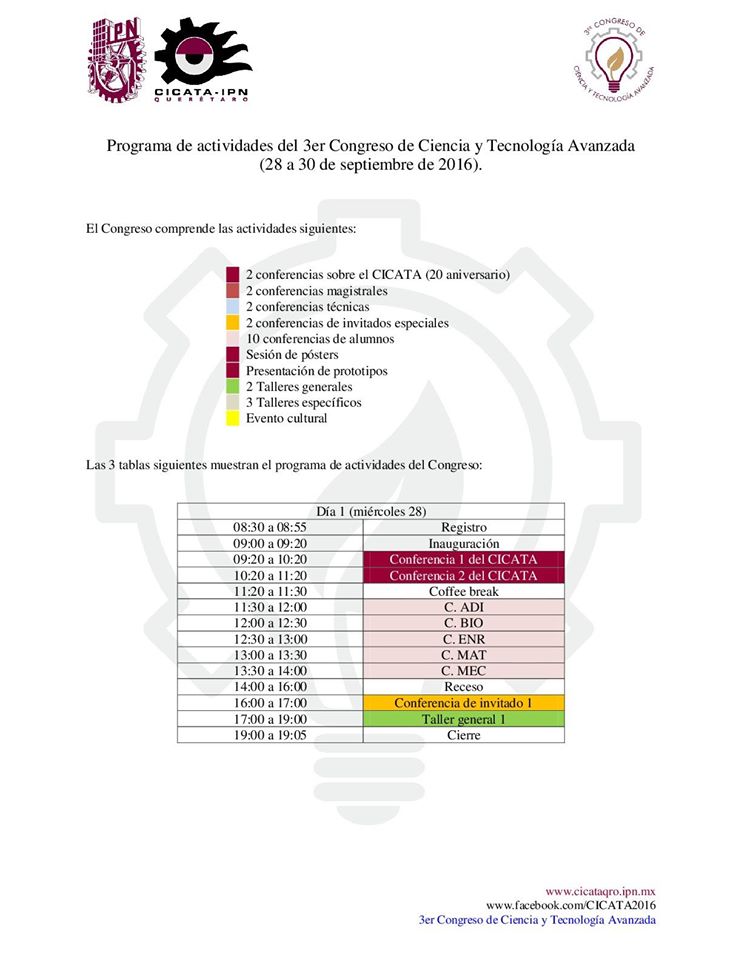 IPN
CICATA-IPN
QUERÉTARO
3er CONGRESO DE
CIENCIA Y TECNOLOGÍA AVANZADA
Programa de actividades del 3er Congreso de Ciencia y Tecnología Avanzada
(28 a 30 de septiembre de 2016).
El Congreso comprende las actividades siguientes:
2 conferencias sobre el CICATA (20 aniversario)
2 conferencias magistrales
2 conferencias técnicas
2 conferencias de invitados especiales
10 conferencias de alumnos
Sesión de pósters
Presentación de prototipos
2 Talleres generales
3 Talleres específicos
Evento cultural
Las 3 tablas siguientes muestran el programa de actividades del Congreso:
Día 1 (miércoles 28)
08:30 a 08:55 Registro
09:00 a 09:20 Inauguración
09:20 a 10:20 Conferencia 1 del CICATA
10:20 a 11:20 Conferencia 2 del CICATA
11:20 a 11:30 Coffee break
11:30 a 12:00 C. ADI
12:00 a 12:30 C. BIO
12:30 a 13:00 C. ENR
13:00 a 13:30 C. MAT
13:30 a 14:00 C. MEC
14:00 a 16:00 Receso
16:00 a 17:00 Conferencia de invitado 1
17:00 a 19:00 Taller general 1
19:00 a 19:05 Cierre
www.cicataqro.ipn.mx
www.facebook.com/CICATA2016
3er Congreso de Ciencia y Tecnología Avanzada